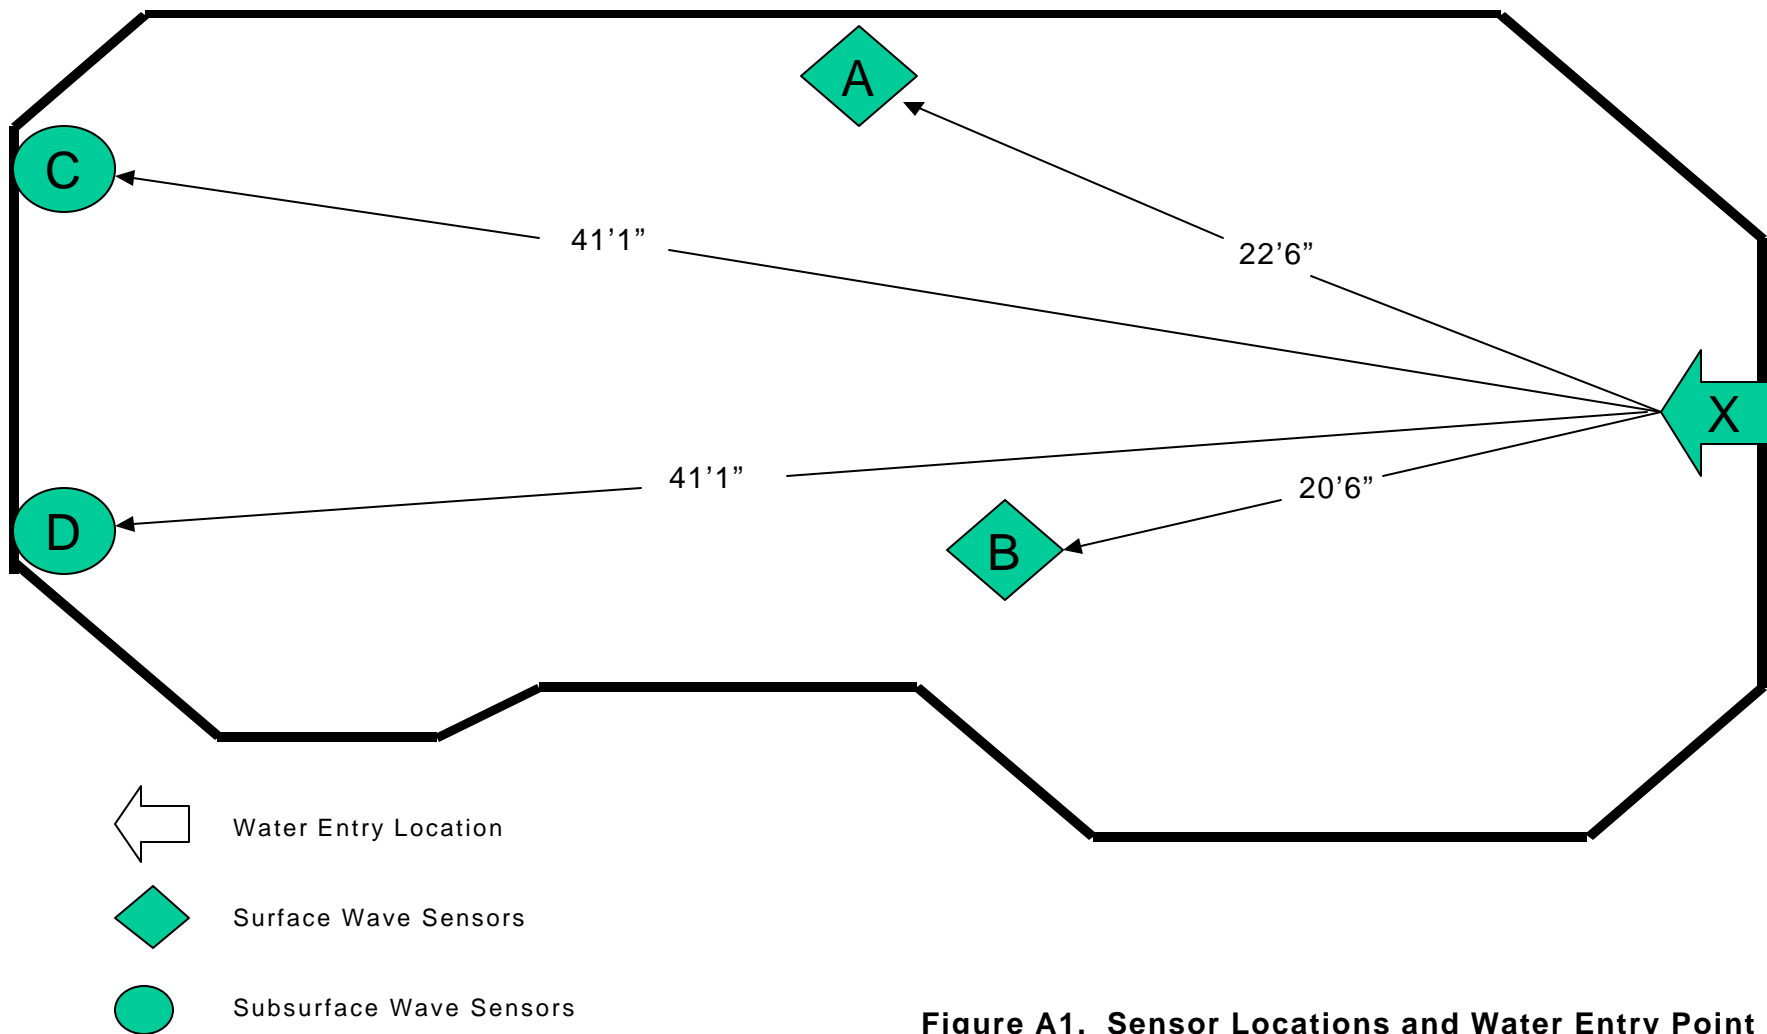 A
C
41’1”
22’6”
X
41’1”
20’6”
D
B
Water Entry Location
Surface Wave Sensors
Subsurface Wave Sensors
Figure A1. Sensor Locations and Water Entry Point